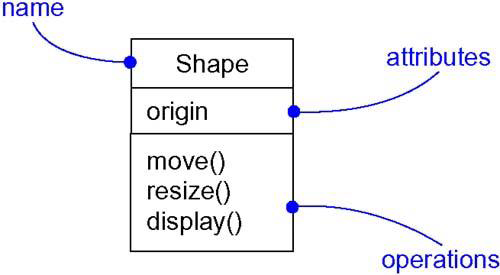 name
Shape
attributes
origin
move()
resize()
display()
operations